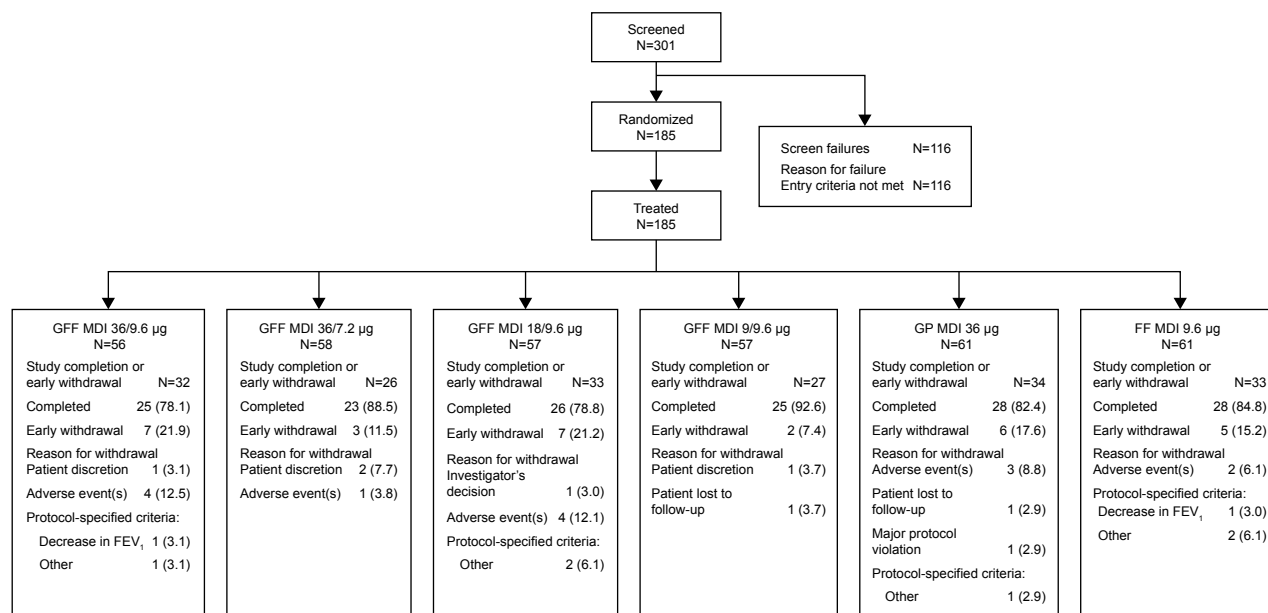 Screened
N=301
Randomized
N=185
Screen failures N=116
Reason for failure
Entry criteria not met N=116
Treated
N=185
GFF MDI 36/9.6 µg
N=56
Study completion or
early withdrawal N=32
Completed 25 (78.1)
Early withdrawal 7 (21.9)
Reason for withdrawal
Patient discretion 1 (3.1)
Adverse event(s) 4 (12.5)
Protocol-specified criteria:
Decrease in FEV₁ 1 (3.1)
Other 1 (3.1)
GFF MDI 36/7.2 µg
N=58
Study completion or
early withdrawal N=26
Completed 23 (88.5)
Early withdrawal 3 (11.5)
Reason for withdrawal
Patient discretion 2 (7.7)
Adverse event(s) 1 (3.8)
GFF MDI 18/9.6 µg
N=57
Study completion or
early withdrawal N=33
Completed 26 (78.8)
Early withdrawal 7 (21.2)
Reason for withdrawal
Investigator's
decision 1 (3.0)
Adverse event(s) 4 (12.1)
Protocol-specified criteria:
Other 2 (6.1)
GFF MDI 9/9.6 µg
N=57
Study completion or
early withdrawal N=27
Completed 25 (92.6)
Early withdrawal 2 (7.4)
Reason for withdrawal
Patient discretion 1 (3.7)
Patient lost to
follow-up 1 (3.7)
GP MDI 36 µg
N=61
Study completion or
early withdrawal N=34
Completed 28 (82.4)
Early withdrawal 6 (17.6)
Reason for withdrawal
Adverse event(s) 3 (8.8)
Patient lost to
follow-up 1 (2.9)
Major protocol
violation 1 (2.9)
Protocol-specified criteria:
Other 1 (2.9)
FF MDI 9.6 µg
N=61
Study completion or
early withdrawal N=33
Completed 28 (84.8)
Early withdrawal 5 (15.2)
Reason for withdrawal
Adverse event(s) 2 (6.1)
Protocol-specified criteria:
Decrease in FEV₁ 1 (3.0)
Other 2 (6.1)